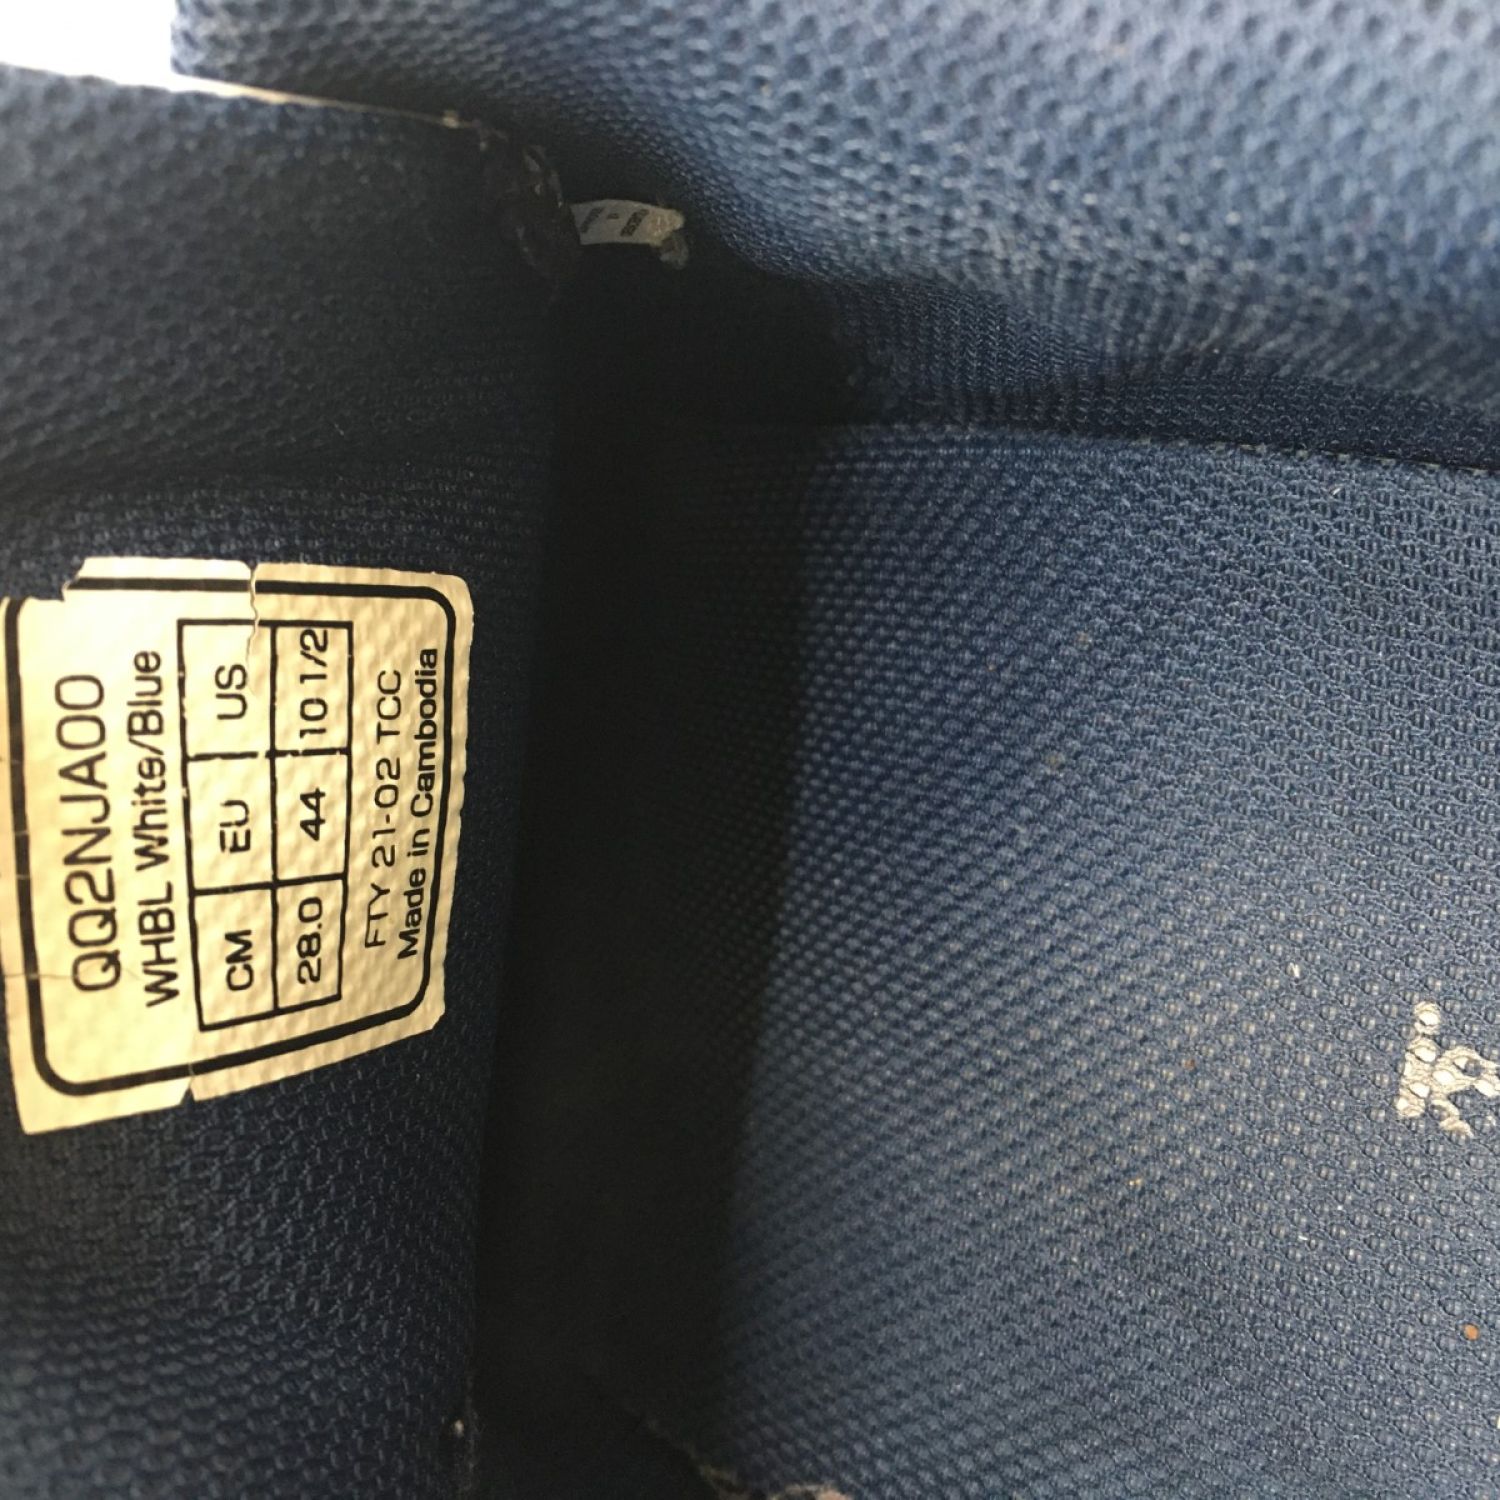 QQ2NJA00
WHBL White/Blue
CM EU US
28.0 44 10 1/2
FTY 21-02 TCC
Made in Cambodia